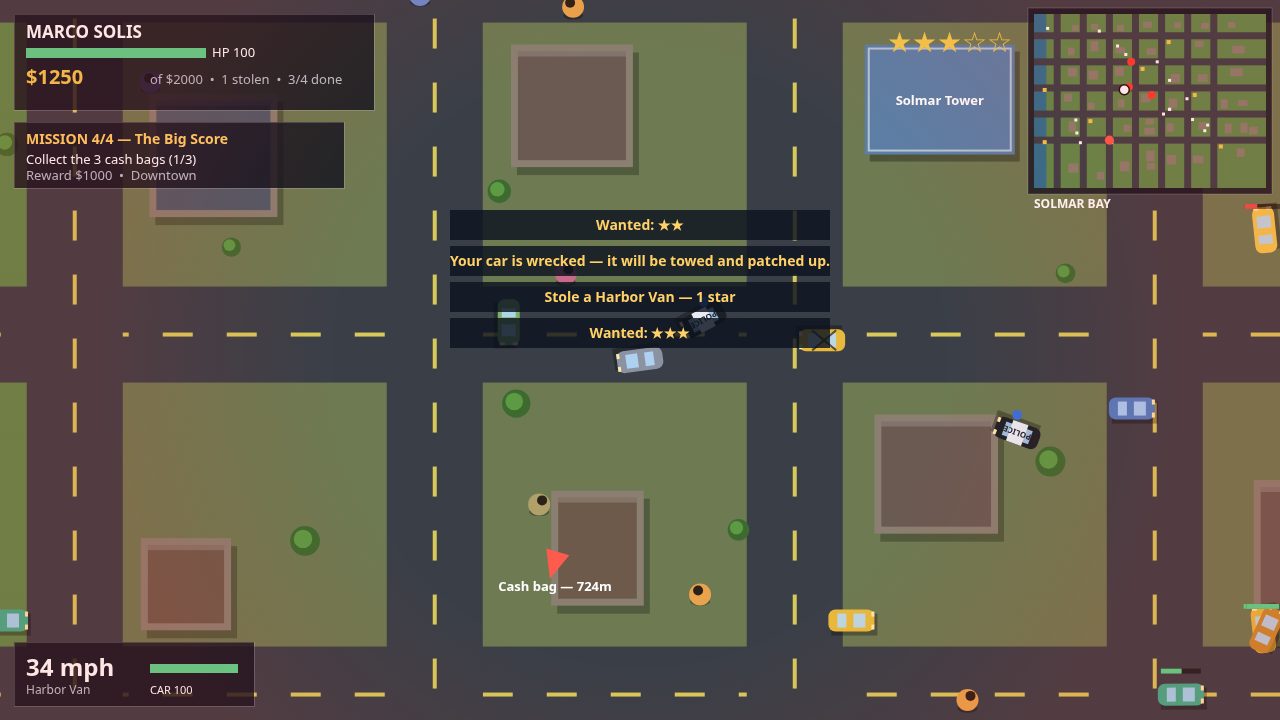 MARCO SOLIS
HP 100
$1250 of $2000 • 1 stolen • 3/4 done
MISSION 4/4 — The Big Score
Collect the 3 cash bags (1/3)
Reward $1000 • Downtown
★★★☆☆
Solmar Tower
SOLMAR BAY
Wanted: ★★
Your car is wrecked — it will be towed and patched up.
Stole a Harbor Van — 1 star
Wanted: ★★★
POLICE
POLICE
Cash bag — 724m
34 mph
Harbor Van
CAR 100